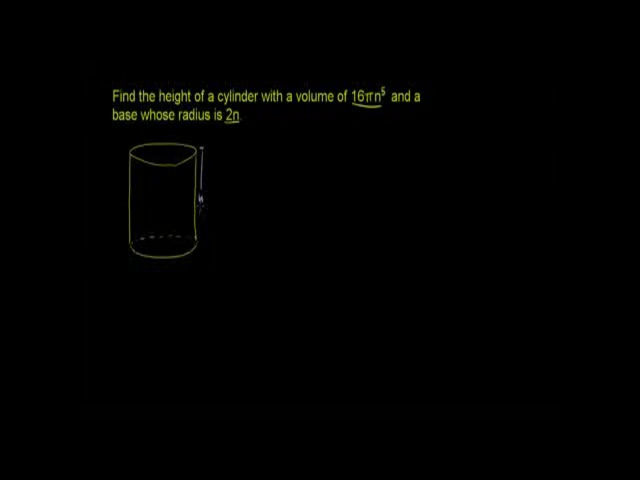 Find the height of a cylinder with a volume of 16πn⁵ and a
base whose radius is 2n.
h